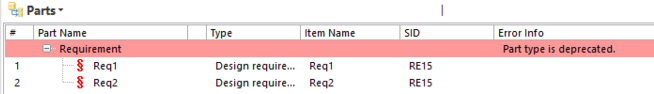 Parts
# Part Name Type Item Name SID Error Info
Requirement Part type is deprecated.
1 § Req1 Design require... Req1 RE15
2 § Req2 Design require... Req2 RE15